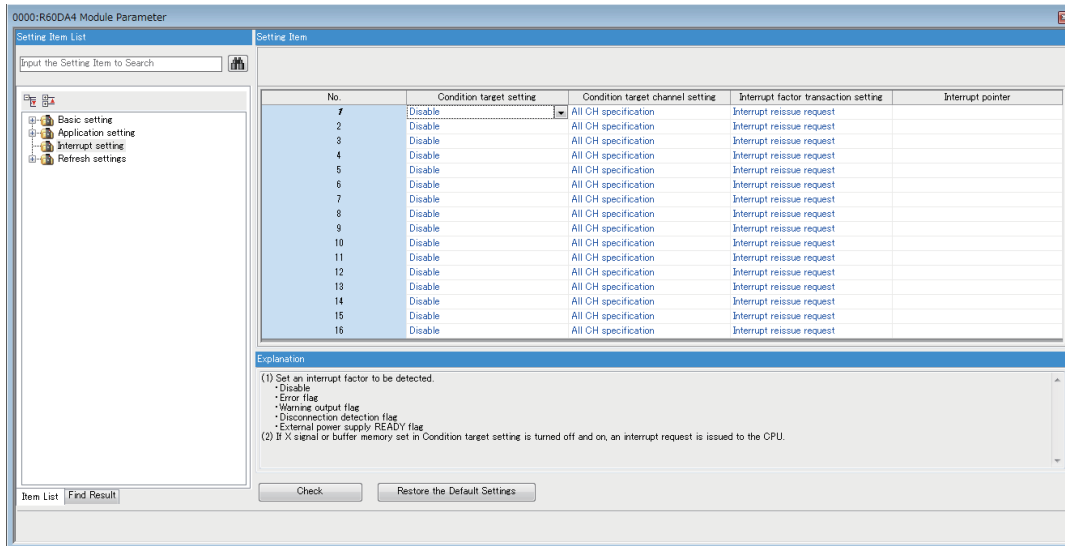 0000:R60DA4 Module Parameter
Setting Item List
Input the Setting Item to Search
Basic setting
Application setting
Interrupt setting
Refresh settings
Item List Find Result
Setting Item
No. Condition target setting Condition target channel setting Interrupt factor transaction setting Interrupt pointer
1 Disable All CH specification Interrupt reissue request
2 Disable All CH specification Interrupt reissue request
3 Disable All CH specification Interrupt reissue request
4 Disable All CH specification Interrupt reissue request
5 Disable All CH specification Interrupt reissue request
6 Disable All CH specification Interrupt reissue request
7 Disable All CH specification Interrupt reissue request
8 Disable All CH specification Interrupt reissue request
9 Disable All CH specification Interrupt reissue request
10 Disable All CH specification Interrupt reissue request
11 Disable All CH specification Interrupt reissue request
12 Disable All CH specification Interrupt reissue request
13 Disable All CH specification Interrupt reissue request
14 Disable All CH specification Interrupt reissue request
15 Disable All CH specification Interrupt reissue request
16 Disable All CH specification Interrupt reissue request
Explanation
(1) Set an interrupt factor to be detected.
・Disable
・Error flag
・Warning output flag
・Disconnection detection flag
・External power supply READY flag
(2) If X signal or buffer memory set in Condition target setting is turned off and on, an interrupt request is issued to the CPU.
Check Restore the Default Settings